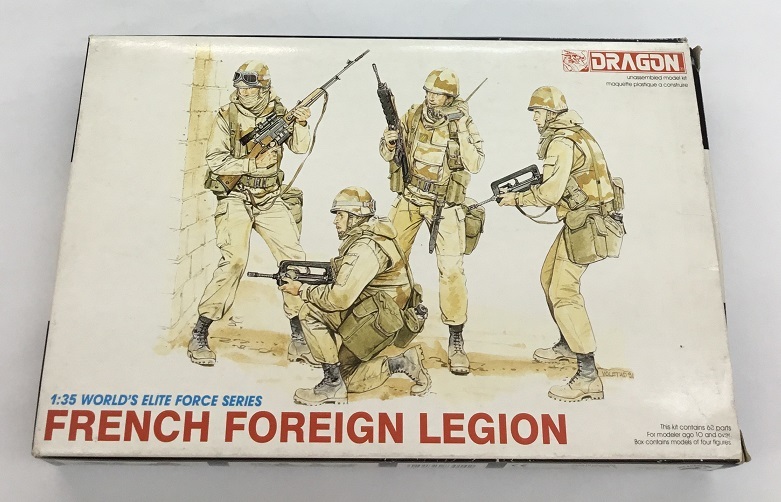 DRAGON
unassembled model kit
maquette plastique a construire
1:35 WORLD'S ELITE FORCE SERIES
FRENCH FOREIGN LEGION
This kit contains 62 parts
For modeler age 10 and over.
Box contains models of four figures.